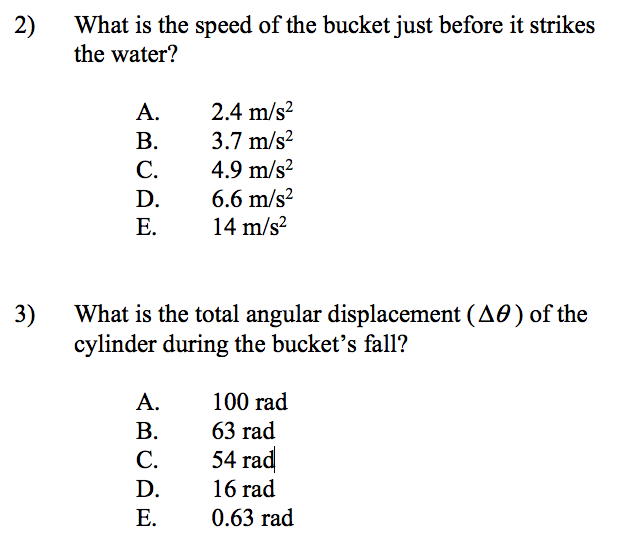 2) What is the speed of the bucket just before it strikes
the water?
A. 2.4 m/s²
B. 3.7 m/s²
C. 4.9 m/s²
D. 6.6 m/s²
E. 14 m/s²
3) What is the total angular displacement (Δθ) of the
cylinder during the bucket’s fall?
A. 100 rad
B. 63 rad
C. 54 rad
D. 16 rad
E. 0.63 rad